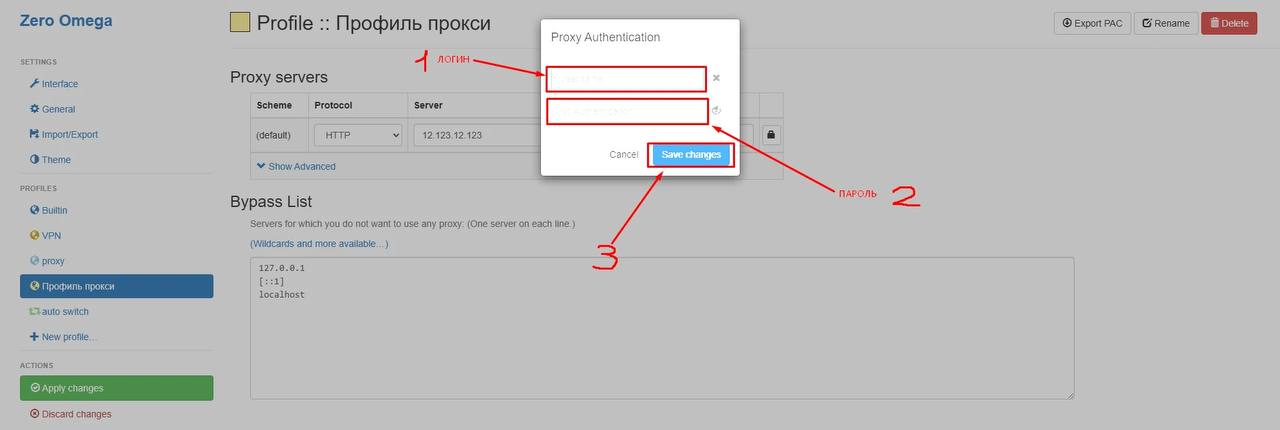 Zero Omega
Profile :: Профиль прокси
Export PAC
Rename
Delete
SETTINGS
Interface
General
Import/Export
Theme
PROFILES
Builtin
VPN
proxy
Профиль прокси
auto switch
New profile…
ACTIONS
Apply changes
Discard changes
Proxy servers
Scheme Protocol Server
(default) HTTP 12.123.12.123
Show Advanced
Proxy Authentication
1 ЛОГИН
ПАРОЛЬ 2
Cancel Save changes
3
Bypass List
Servers for which you do not want to use any proxy: (One server on each line.)
(Wildcards and more available…)
127.0.0.1
[::1]
localhost